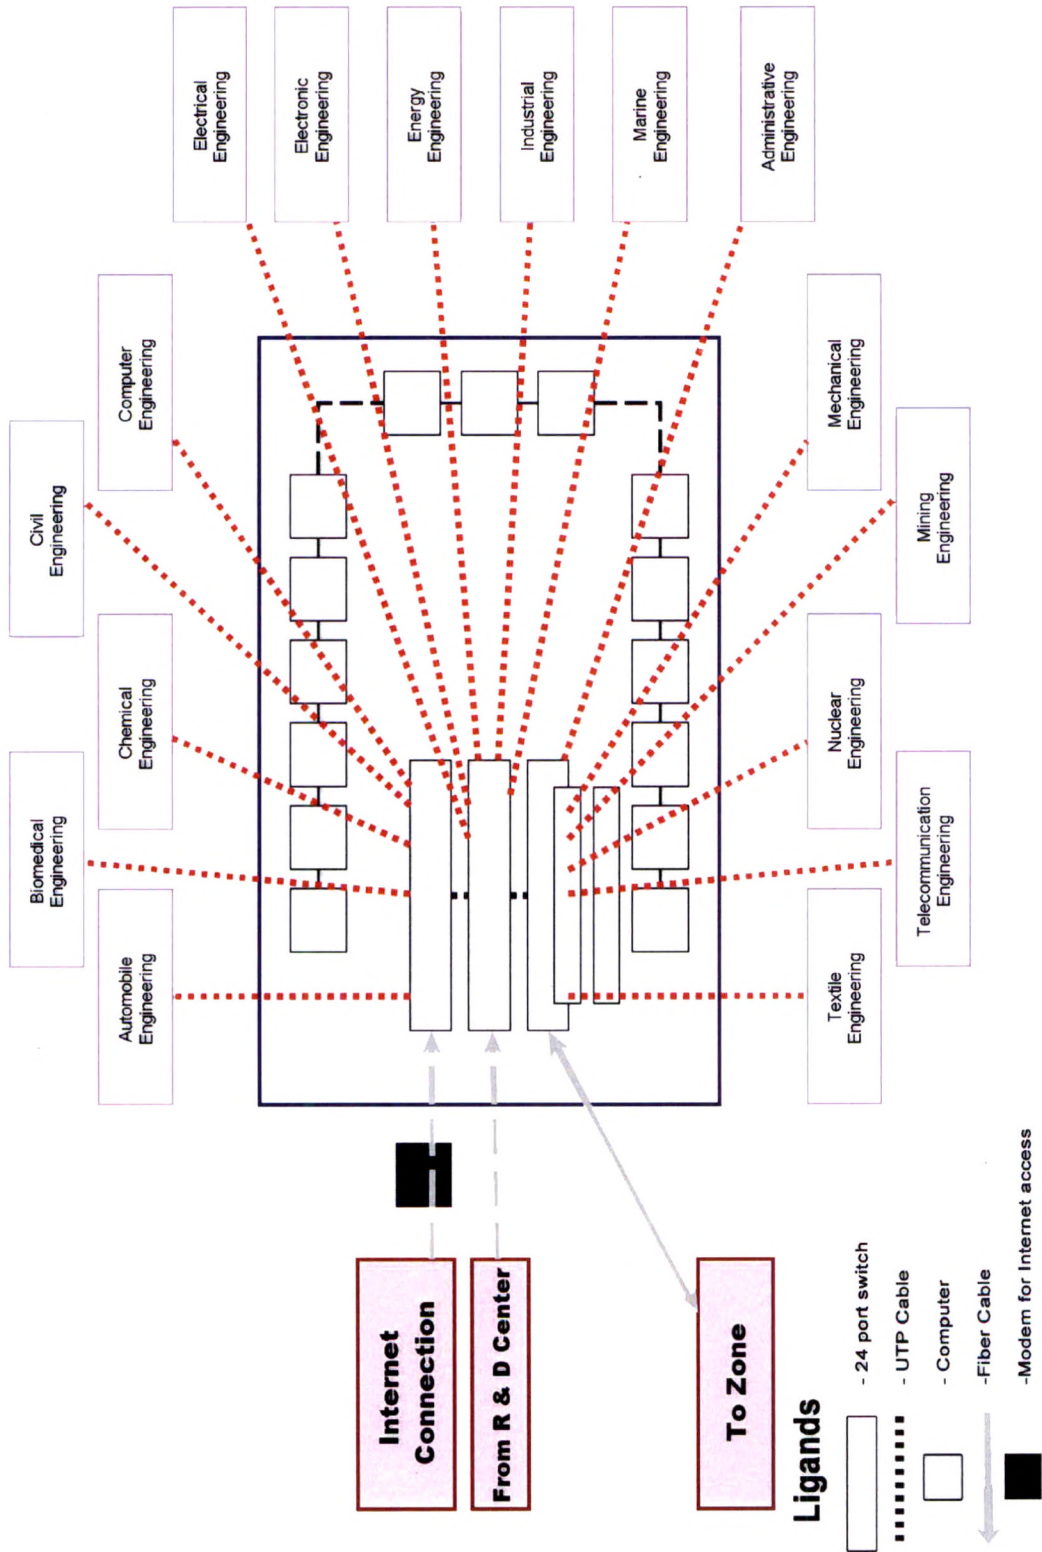 Biomedical
Engineering
Civil
Engineering
Automobile
Engineering
Chemical
Engineering
Computer
Engineering
Electrical
Engineering
Electronic
Engineering
Energy
Engineering
Industrial
Engineering
Marine
Engineering
Administrative
Engineering
Internet
Connection
From R & D Center
To Zone
Textile
Engineering
Nuclear
Engineering
Mechanical
Engineering
Telecommunication
Engineering
Mining
Engineering
Ligands
- 24 port switch
- UTP Cable
- Computer
-Fiber Cable
-Modem for Internet access